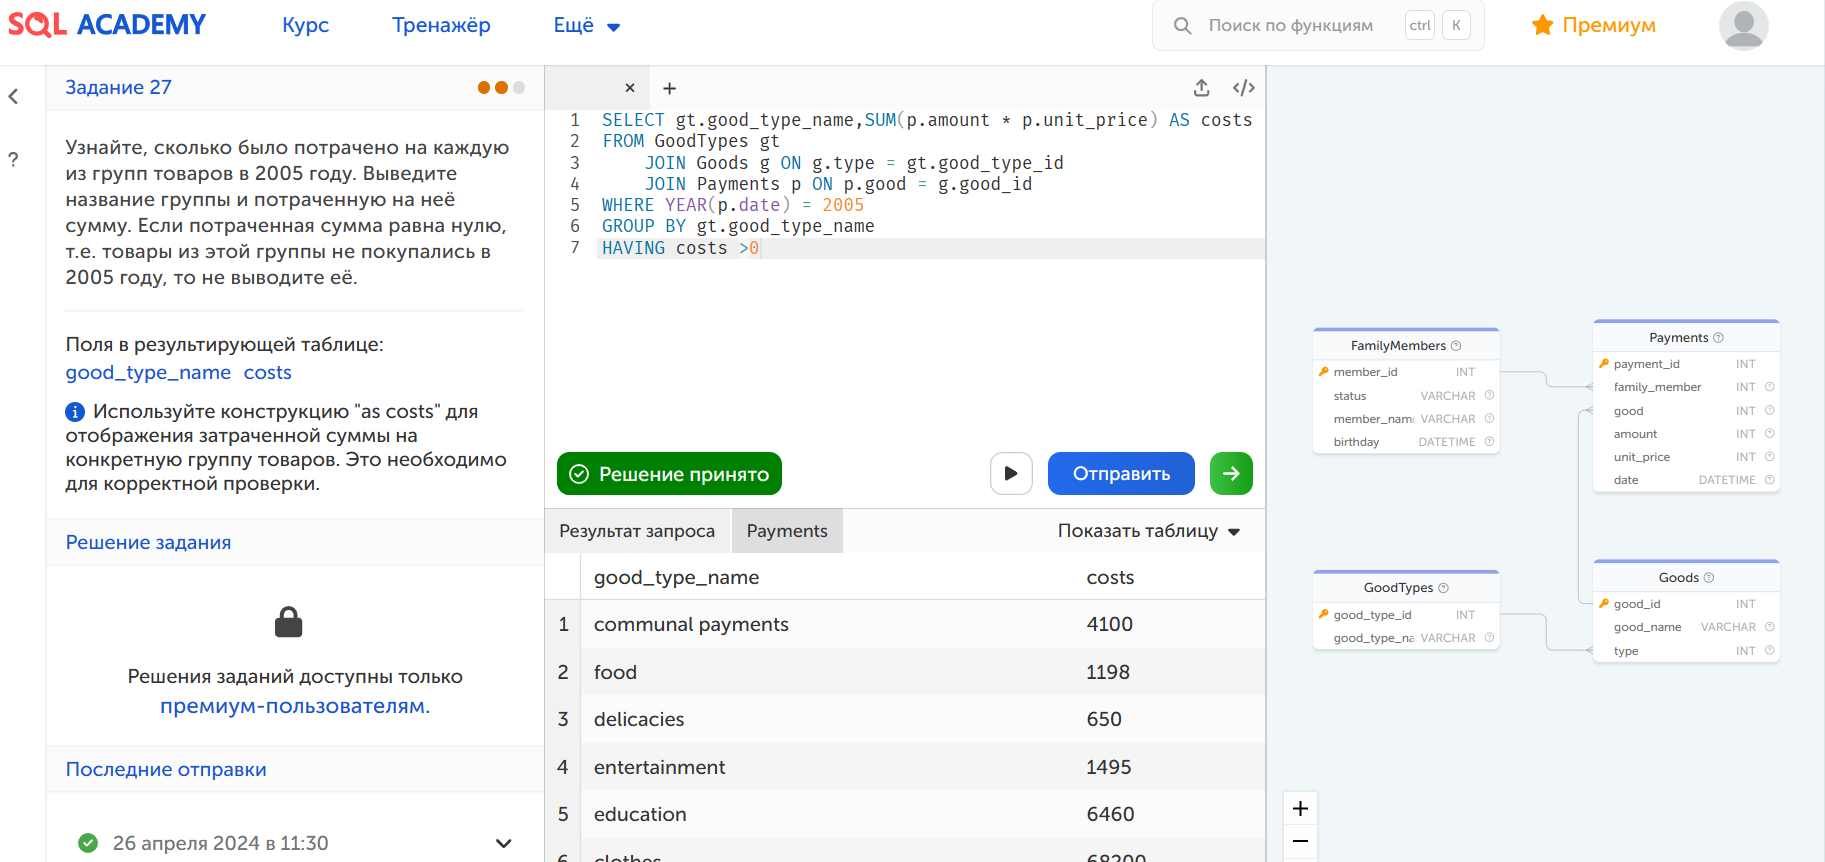 SQL ACADEMY
Курс
Тренажёр
Ещё
Поиск по функциям
ctrl
K
Премиум
Задание 27
Узнайте, сколько было потрачено на каждую
из групп товаров в 2005 году. Выведите
название группы и потраченную на неё
сумму. Если потраченная сумма равна нулю,
т.е. товары из этой группы не покупались в
2005 году, то не выводите её.
Поля в результирующей таблице:
good_type_name costs
Используйте конструкцию "as costs" для
отображения затраченной суммы на
конкретную группу товаров. Это необходимо
для корректной проверки.
Решение задания
Решения заданий доступны только
премиум-пользователям.
Последние отправки
26 апреля 2024 в 11:30
1 SELECT gt.good_type_name,SUM(p.amount * p.unit_price) AS costs
2 FROM GoodTypes gt
3 JOIN Goods g ON g.type = gt.good_type_id
4 JOIN Payments p ON p.good = g.good_id
5 WHERE YEAR(p.date) = 2005
6 GROUP BY gt.good_type_name
7 HAVING costs >0
Решение принято
Отправить
Результат запроса
Payments
Показать таблицу
good_type_name costs
1 communal payments 4100
2 food 1198
3 delicacies 650
4 entertainment 1495
5 education 6460
6 clothes 68200
FamilyMembers
member_id INT
status VARCHAR
member_name VARCHAR
birthday DATETIME
Payments
payment_id INT
family_member INT
good INT
amount INT
unit_price INT
date DATETIME
GoodTypes
good_type_id INT
good_type_na VARCHAR
Goods
good_id INT
good_name VARCHAR
type INT